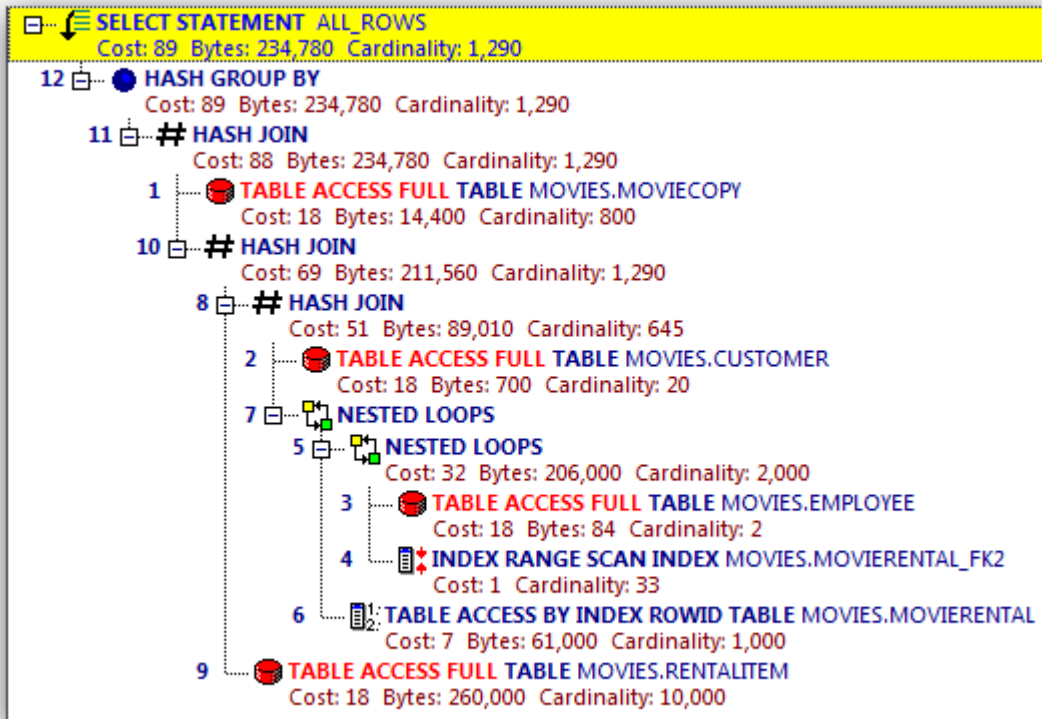 SELECT STATEMENT ALL_ROWS
Cost: 89 Bytes: 234,780 Cardinality: 1,290
12 HASH GROUP BY
Cost: 89 Bytes: 234,780 Cardinality: 1,290
11 # HASH JOIN
Cost: 88 Bytes: 234,780 Cardinality: 1,290
1 TABLE ACCESS FULL TABLE MOVIES.MOVIECOPY
Cost: 18 Bytes: 14,400 Cardinality: 800
10 # HASH JOIN
Cost: 69 Bytes: 211,560 Cardinality: 1,290
8 # HASH JOIN
Cost: 51 Bytes: 89,010 Cardinality: 645
2 TABLE ACCESS FULL TABLE MOVIES.CUSTOMER
Cost: 18 Bytes: 700 Cardinality: 20
7 NESTED LOOPS
5 NESTED LOOPS
Cost: 32 Bytes: 206,000 Cardinality: 2,000
3 TABLE ACCESS FULL TABLE MOVIES.EMPLOYEE
Cost: 18 Bytes: 84 Cardinality: 2
4 INDEX RANGE SCAN INDEX MOVIES.MOVIERENTAL_FK2
Cost: 1 Cardinality: 33
6 TABLE ACCESS BY INDEX ROWID TABLE MOVIES.MOVIERENTAL
Cost: 7 Bytes: 61,000 Cardinality: 1,000
9 TABLE ACCESS FULL TABLE MOVIES.RENTALITEM
Cost: 18 Bytes: 260,000 Cardinality: 10,000